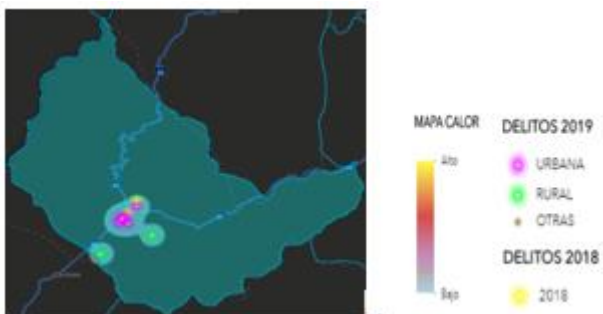 MAPA CALOR
Alto
Bajo
DELITOS 2019
URBANA
RURAL
OTRAS
DELITOS 2018
2018